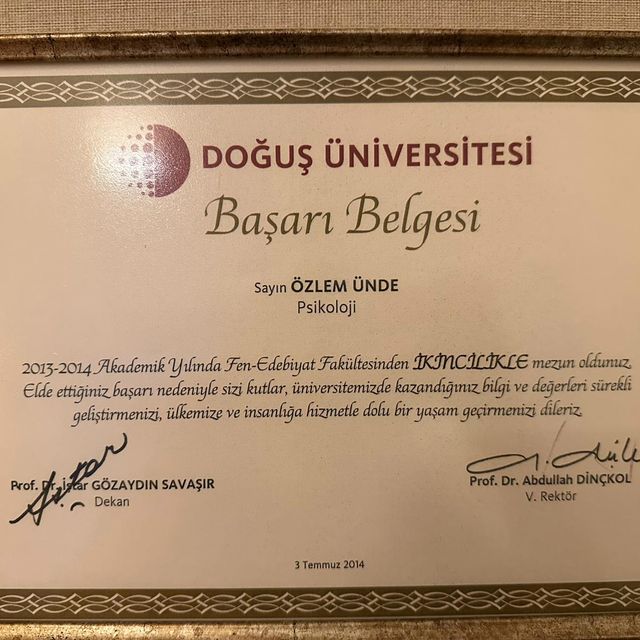 DOĞUŞ ÜNİVERSİTESİ
Başarı Belgesi
Sayın ÖZLEM ÜNDE
Psikoloji
2013-2014 Akademik Yılında Fen-Edebiyat Fakültesinden İKİNCİLİKLE mezun oldunuz.
Elde ettiğiniz başarı nedeniyle sizi kutlar, üniversitemizde kazandığınız bilgi ve değerleri sürekli
geliştirmenizi, ülkemize ve insanlığa hizmetle dolu bir yaşam geçirmenizi dileriz.
Prof. Dr. İştar GÖZAYDIN SAVAŞIR
Dekan
Prof. Dr. Abdullah DİNÇKOL
V. Rektör
3 Temmuz 2014